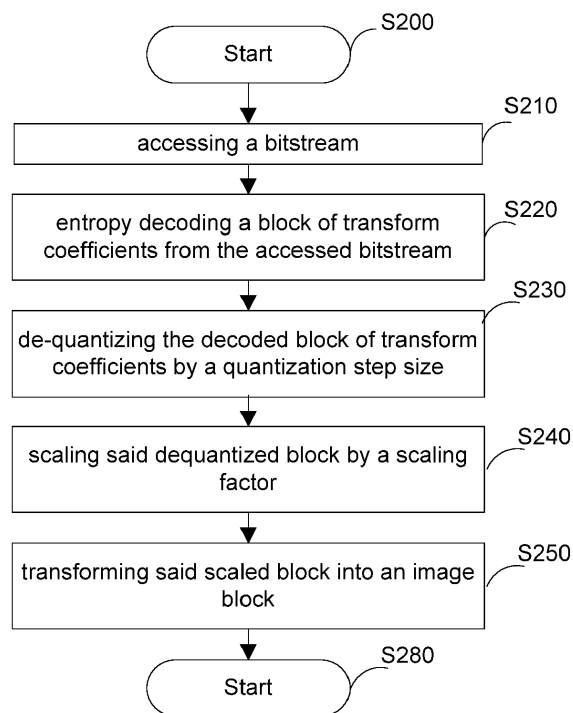 S200
Start
S210
accessing a bitstream
S220
entropy decoding a block of transform
coefficients from the accessed bitstream
S230
de-quantizing the decoded block of transform
coefficients by a quantization step size
S240
scaling said dequantized block by a scaling
factor
S250
transforming said scaled block into an image
block
S280
Start